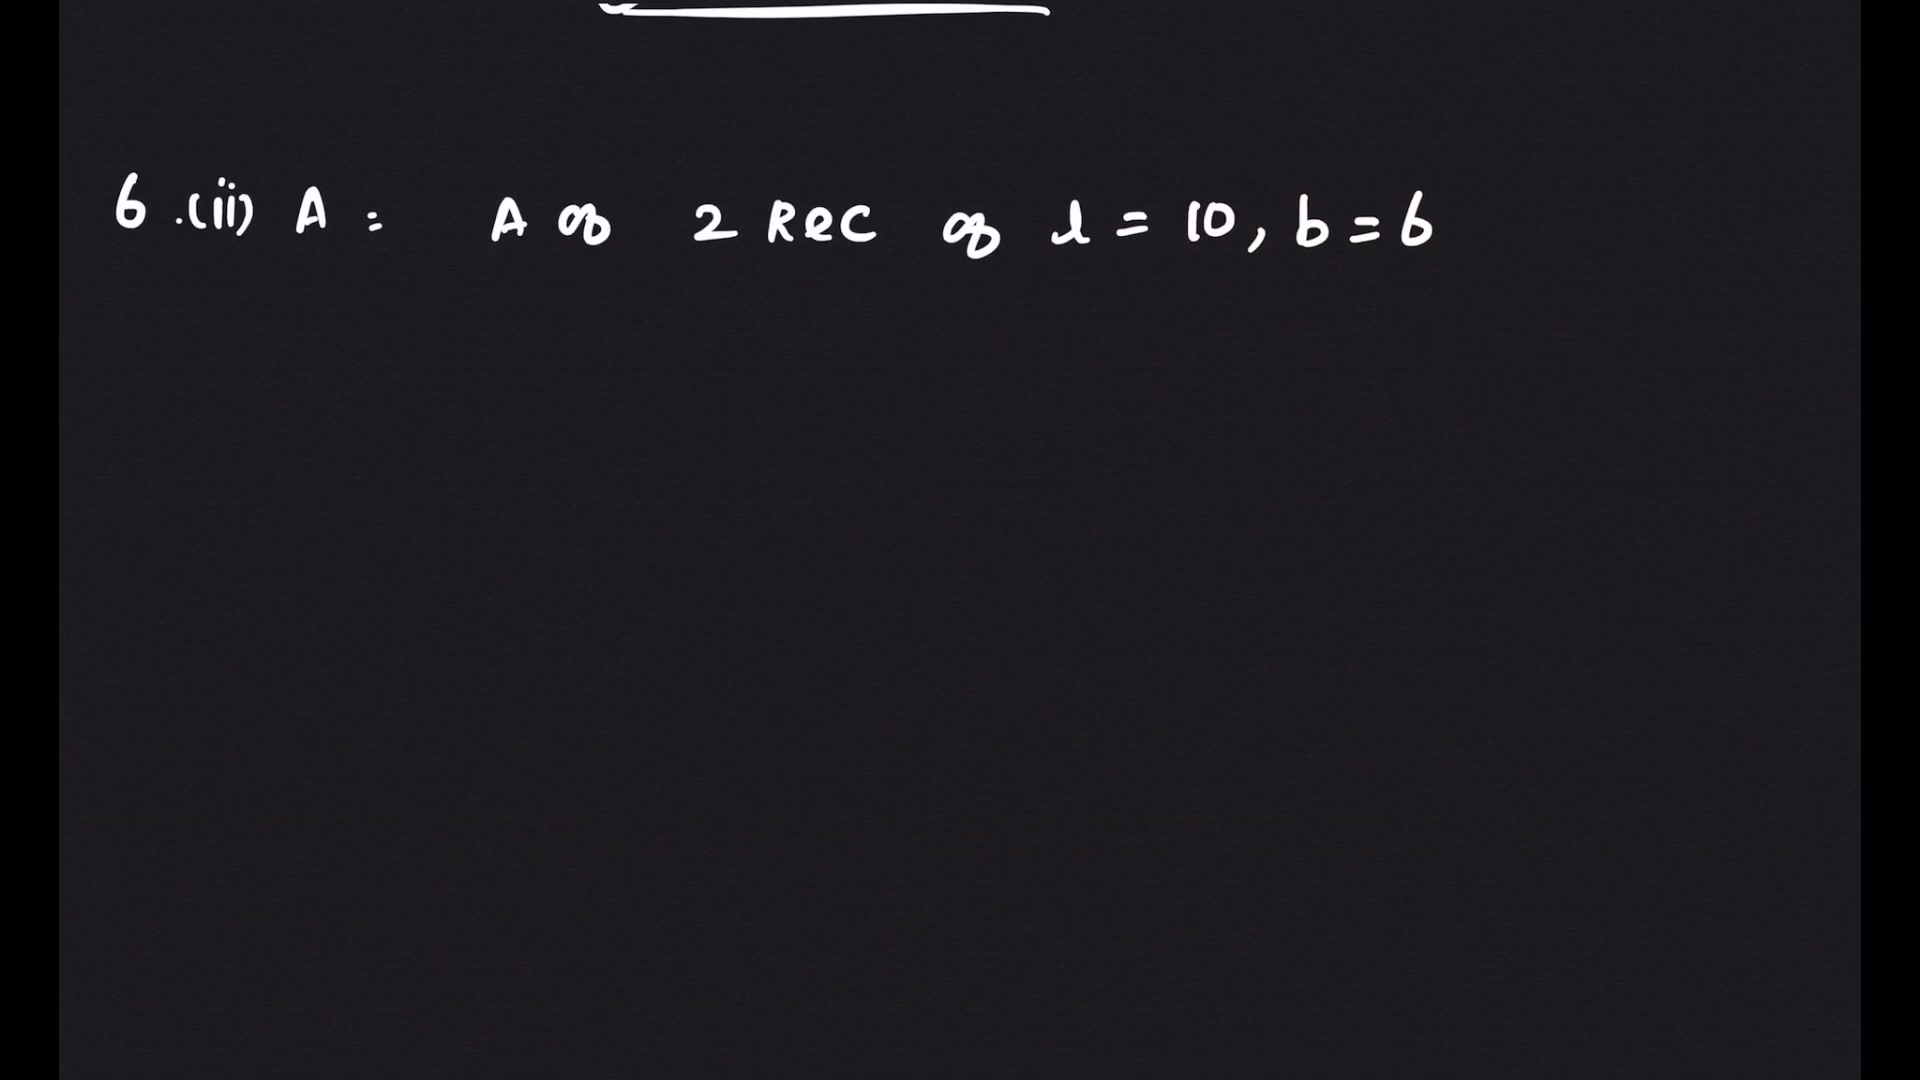 6.(ii) A = A of 2 Rec of l = 10, b = 6